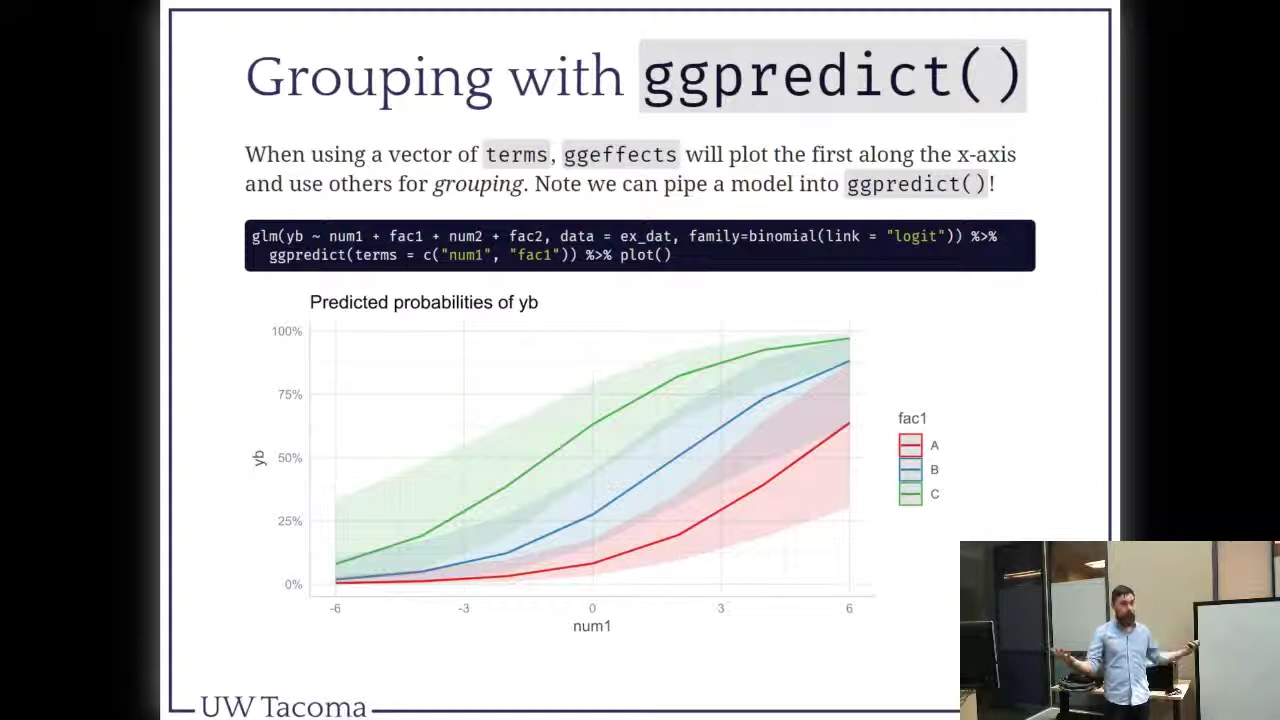 Grouping with ggpredict()
When using a vector of terms, ggeffects will plot the first along the x-axis
and use others for grouping. Note we can pipe a model into ggpredict()!
glm(yb ~ num1 + fac1 + num2 + fac2, data = ex_dat, family=binomial(link = "logit")) %>%
ggpredict(terms = c("num1", "fac1")) %>% plot()
Predicted probabilities of yb
100%
75%
50%
25%
0%
yb
-6 -3 0 3 6
num1
fac1
A
B
C
UW Tacoma